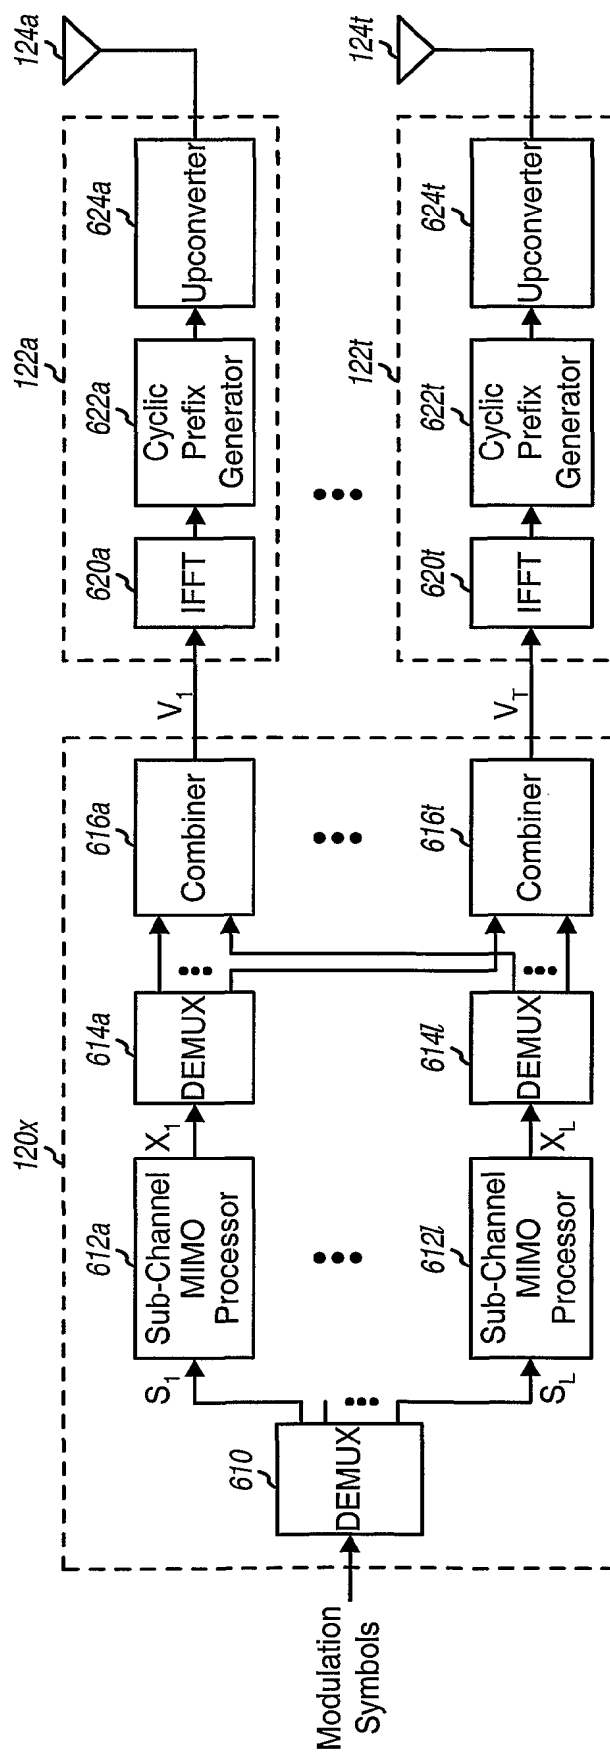 Modulation
Symbols
120x
610
DEMUX
S1
SL
612a
Sub-Channel
MIMO
Processor
612l
Sub-Channel
MIMO
Processor
X1
XL
614a
DEMUX
614l
DEMUX
616a
Combiner
616t
Combiner
V1
VT
122a
620a
IFFT
622a
Cyclic
Prefix
Generator
624a
Upconverter
124a
122t
620t
IFFT
622t
Cyclic
Prefix
Generator
624t
Upconverter
124t